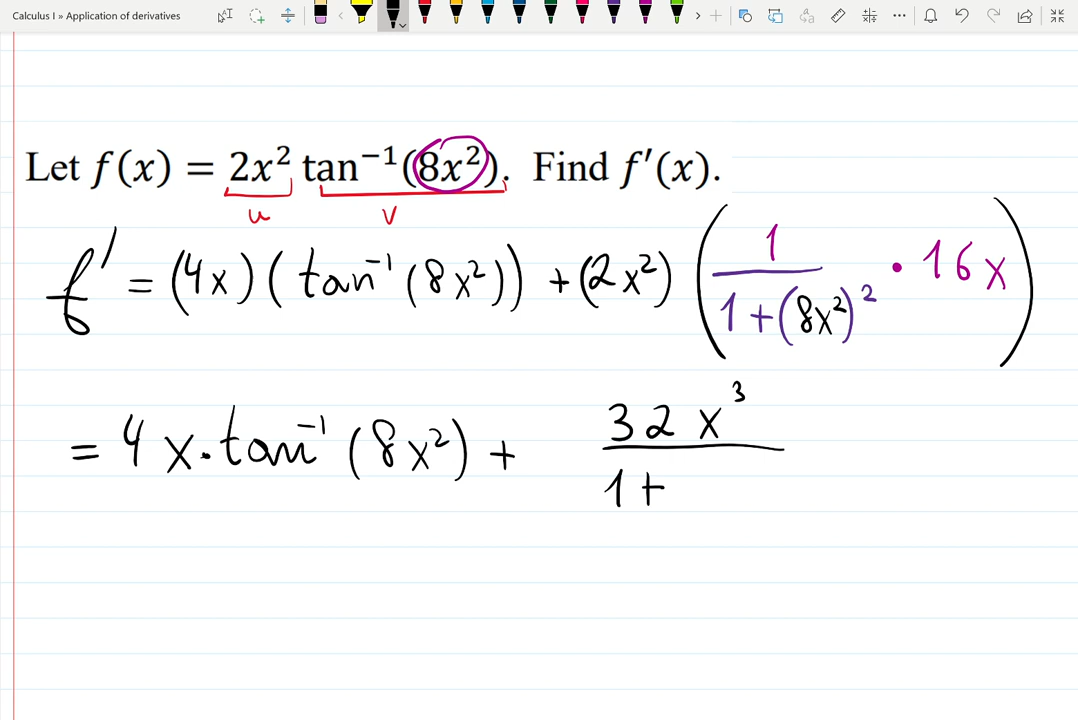 Calculus I » Application of derivatives
Let f(x) = 2x² tan⁻¹(8x²). Find f′(x).
u v
f' = (4x)(tan⁻¹(8x²)) + (2x²)(1/(1+(8x²)²) · 16x)
= 4x·tan⁻¹(8x²) + 32x³/(1+